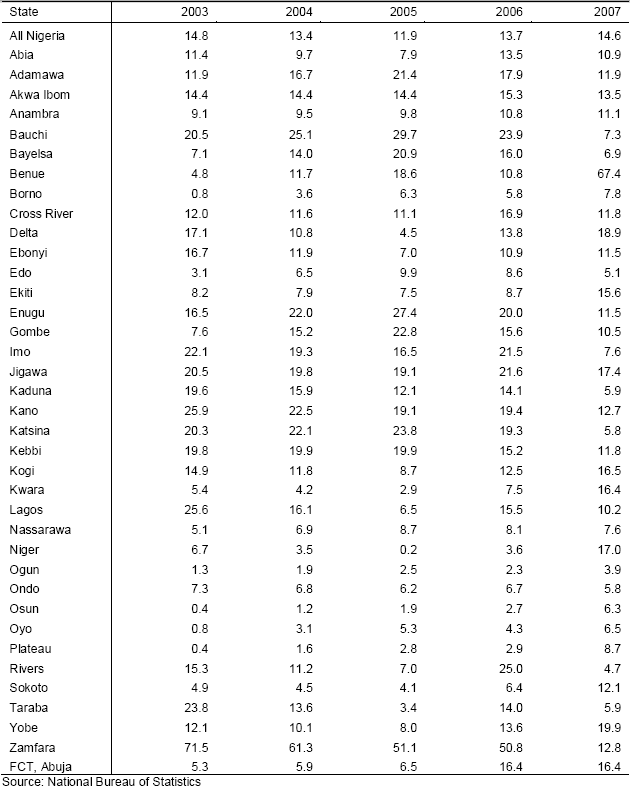 State 2003 2004 2005 2006 2007
All Nigeria 14.8 13.4 11.9 13.7 14.6
Abia 11.4 9.7 7.9 13.5 10.9
Adamawa 11.9 16.7 21.4 17.9 11.9
Akwa Ibom 14.4 14.4 14.4 15.3 13.5
Anambra 9.1 9.5 9.8 10.8 11.1
Bauchi 20.5 25.1 29.7 23.9 7.3
Bayelsa 7.1 14.0 20.9 16.0 6.9
Benue 4.8 11.7 18.6 10.8 67.4
Borno 0.8 3.6 6.3 5.8 7.8
Cross River 12.0 11.6 11.1 16.9 11.8
Delta 17.1 10.8 4.5 13.8 18.9
Ebonyi 16.7 11.9 7.0 10.9 11.5
Edo 3.1 6.5 9.9 8.6 5.1
Ekiti 8.2 7.9 7.5 8.7 15.6
Enugu 16.5 22.0 27.4 20.0 11.5
Gombe 7.6 15.2 22.8 15.6 10.5
Imo 22.1 19.3 16.5 21.5 7.6
Jigawa 20.5 19.8 19.1 21.6 17.4
Kaduna 19.6 15.9 12.1 14.1 5.9
Kano 25.9 22.5 19.1 19.4 12.7
Katsina 20.3 22.1 23.8 19.3 5.8
Kebbi 19.8 19.9 19.9 15.2 11.8
Kogi 14.9 11.8 8.7 12.5 16.5
Kwara 5.4 4.2 2.9 7.5 16.4
Lagos 25.6 16.1 6.5 15.5 10.2
Nassarawa 5.1 6.9 8.7 8.1 7.6
Niger 6.7 3.5 0.2 3.6 17.0
Ogun 1.3 1.9 2.5 2.3 3.9
Ondo 7.3 6.8 6.2 6.7 5.8
Osun 0.4 1.2 1.9 2.7 6.3
Oyo 0.8 3.1 5.3 4.3 6.5
Plateau 0.4 1.6 2.8 2.9 8.7
Rivers 15.3 11.2 7.0 25.0 4.7
Sokoto 4.9 4.5 4.1 6.4 12.1
Taraba 23.8 13.6 3.4 14.0 5.9
Yobe 12.1 10.1 8.0 13.6 19.9
Zamfara 71.5 61.3 51.1 50.8 12.8
FCT, Abuja 5.3 5.9 6.5 16.4 16.4
Source: National Bureau of Statistics